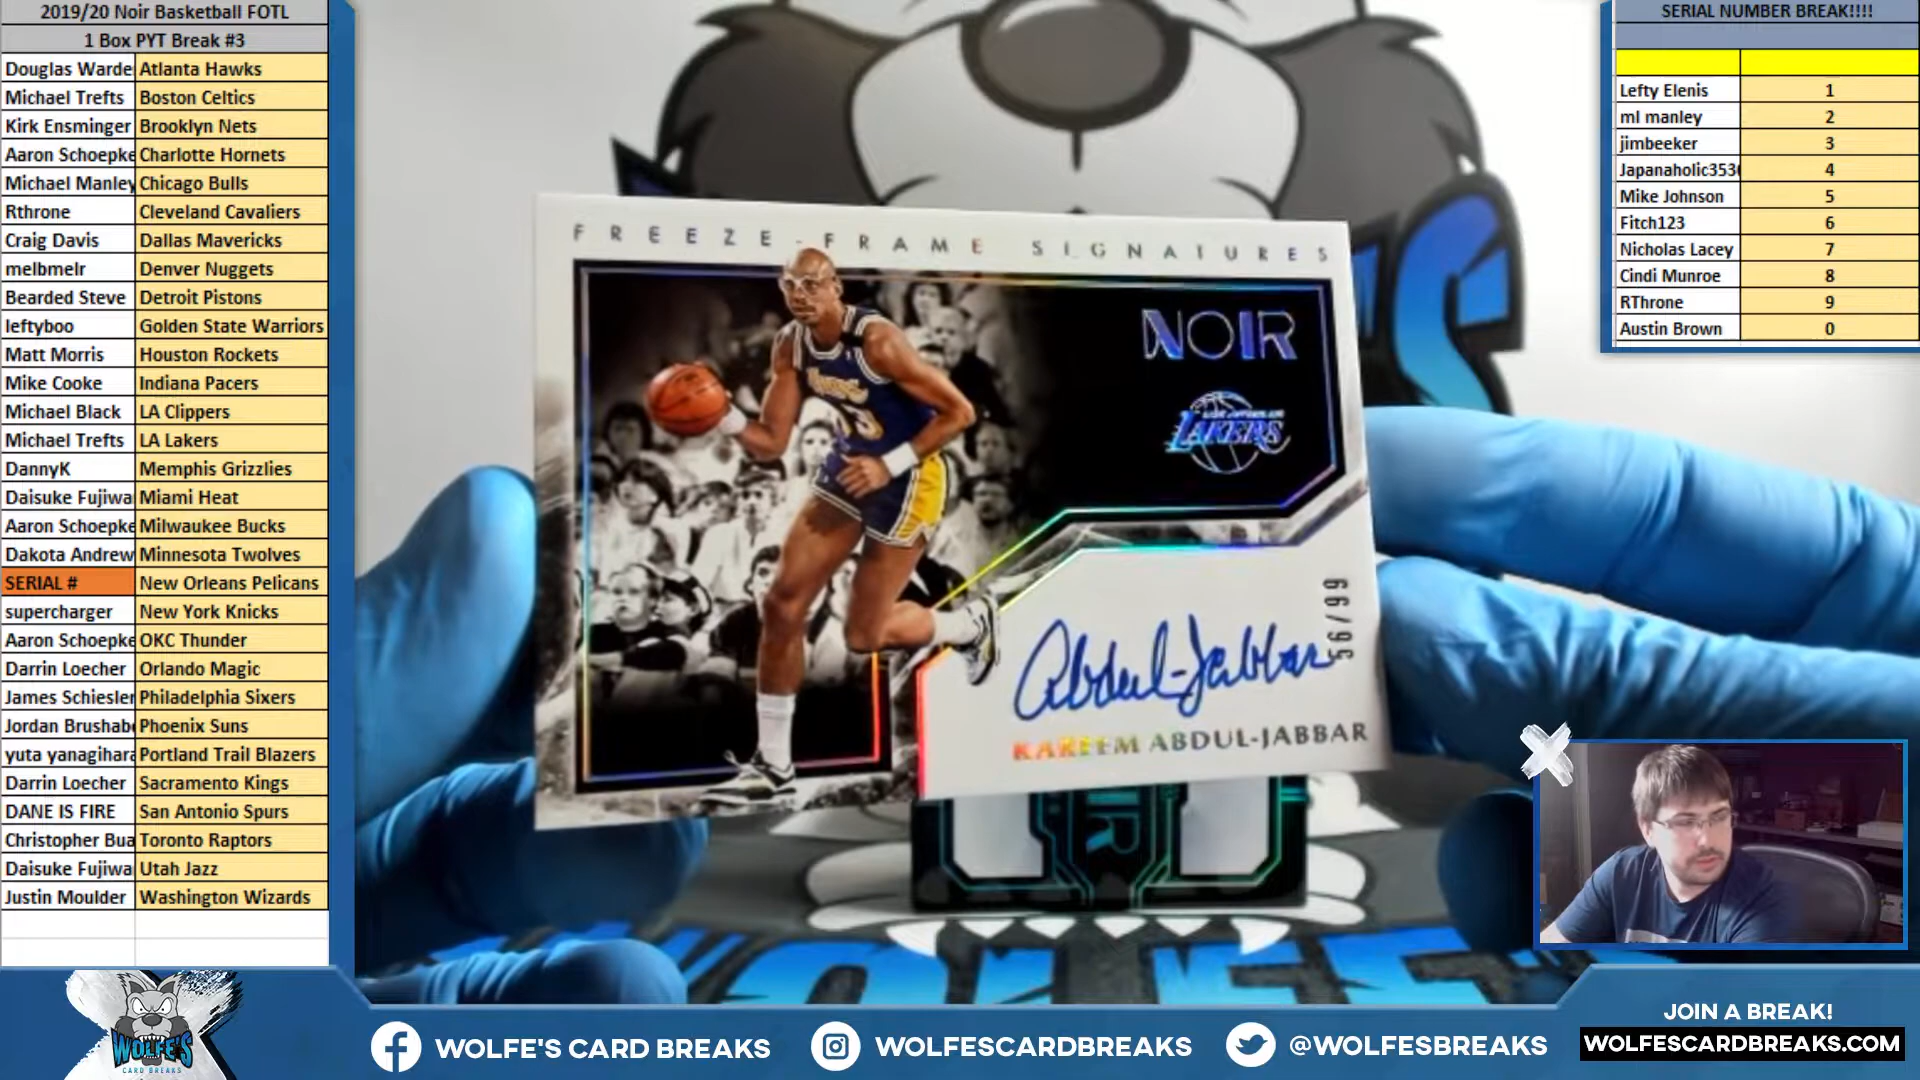 2019/20 Noir Basketball FOTL
1 Box PYT Break #3
Douglas Warde Atlanta Hawks
Michael Trefts Boston Celtics
Kirk Ensminger Brooklyn Nets
Aaron Schoepke Charlotte Hornets
Michael Manley Chicago Bulls
Rthrone Cleveland Cavaliers
Craig Davis Dallas Mavericks
melbmelr Denver Nuggets
Bearded Steve Detroit Pistons
leftyboo Golden State Warriors
Matt Morris Houston Rockets
Mike Cooke Indiana Pacers
Michael Black LA Clippers
Michael Trefts LA Lakers
DannyK Memphis Grizzlies
Daisuke Fujiwa Miami Heat
Aaron Schoepke Milwaukee Bucks
Dakota Andrew Minnesota Twolves
SERIAL # New Orleans Pelicans
supercharger New York Knicks
Aaron Schoepke OKC Thunder
Darrin Loecher Orlando Magic
James Schiesler Philadelphia Sixers
Jordan Brushab Phoenix Suns
yuta yanagihara Portland Trail Blazers
Darrin Loecher Sacramento Kings
DANE IS FIRE San Antonio Spurs
Christopher Bua Toronto Raptors
Daisuke Fujiwa Utah Jazz
Justin Moulder Washington Wizards
FREEZE-FRAME SIGNATURES
NOIR
LAKERS
Abdul-Jabbar
56/99
KAREEM ABDUL-JABBAR
SERIAL NUMBER BREAK!!!!
Lefty Elenis 1
ml manley 2
jimbeeker 3
Japanaholic353 4
Mike Johnson 5
Fitch123 6
Nicholas Lacey 7
Cindi Munroe 8
RThrone 9
Austin Brown 0
WOLFE'S
CARD BREAKS
WOLFE'S CARD BREAKS
WOLFESCARDBREAKS
@WOLFESBREAKS
JOIN A BREAK!
WOLFESCARDBREAKS.COM